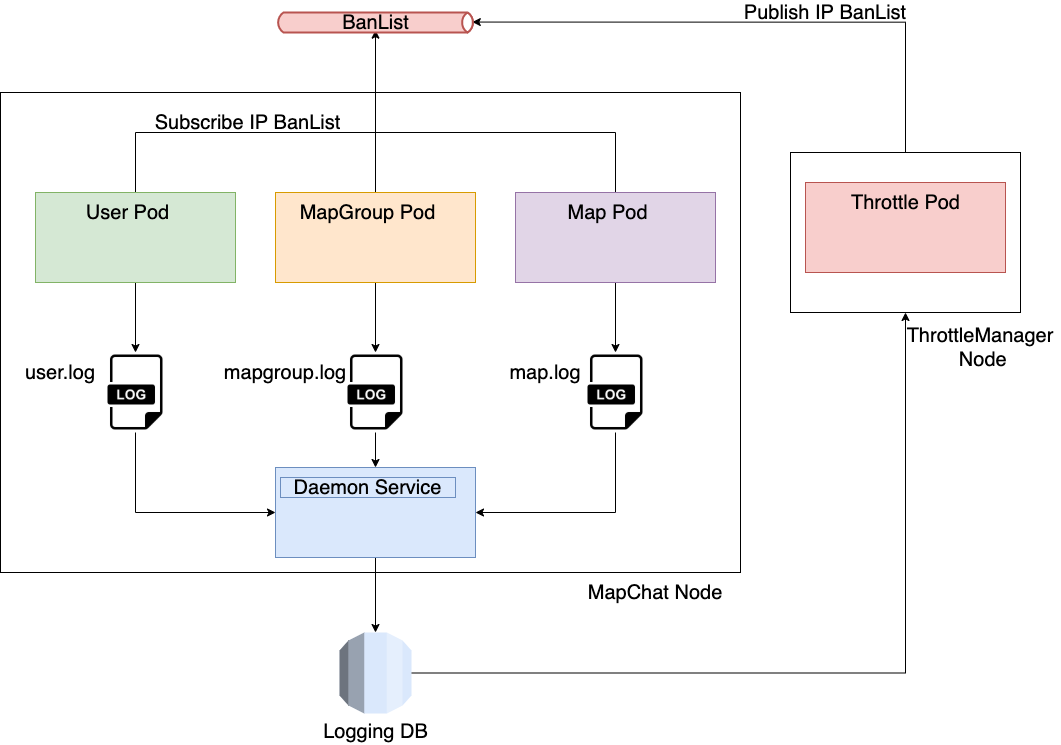 Publish IP BanList
BanList
Subscribe IP BanList
User Pod
MapGroup Pod
Map Pod
Throttle Pod
ThrottleManager
Node
user.log
LOG
mapgroup.log
LOG
map.log
LOG
Daemon Service
MapChat Node
Logging DB